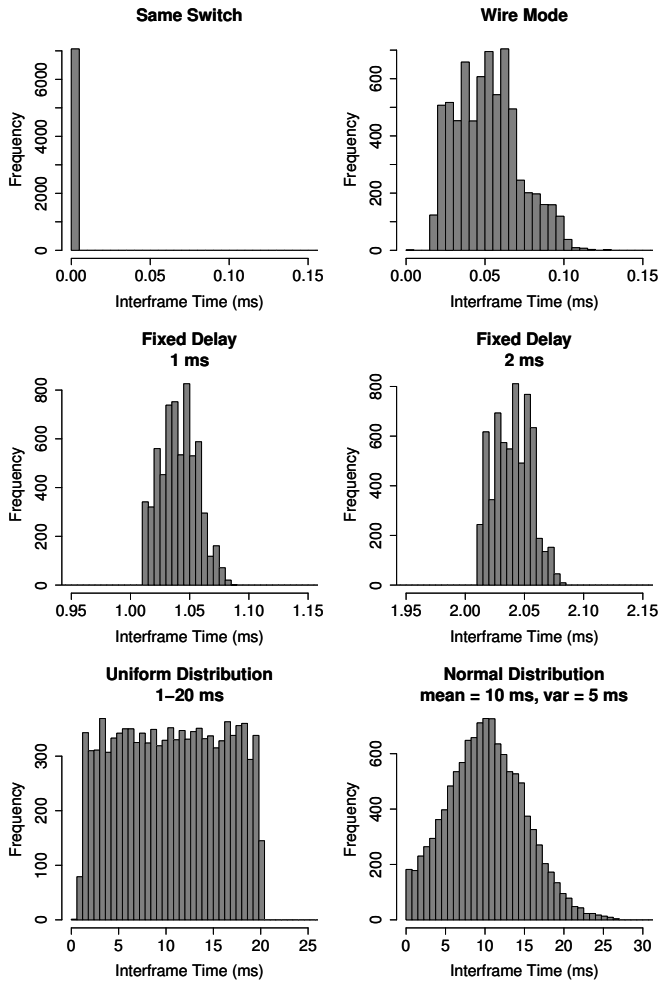 Same Switch
Frequency
0
2000
4000
6000
0.00 0.05 0.10 0.15
Interframe Time (ms)
Wire Mode
Frequency
0
200
400
600
0.00 0.05 0.10 0.15
Interframe Time (ms)
Fixed Delay
1 ms
Frequency
0
200
400
600
800
0.95 1.00 1.05 1.10 1.15
Interframe Time (ms)
Fixed Delay
2 ms
Frequency
0
200
400
600
800
1.95 2.00 2.05 2.10 2.15
Interframe Time (ms)
Uniform Distribution
1−20 ms
Frequency
0
100
200
300
0 5 10 15 20 25
Interframe Time (ms)
Normal Distribution
mean = 10 ms, var = 5 ms
Frequency
0
200
400
600
0 5 10 15 20 25 30
Interframe Time (ms)